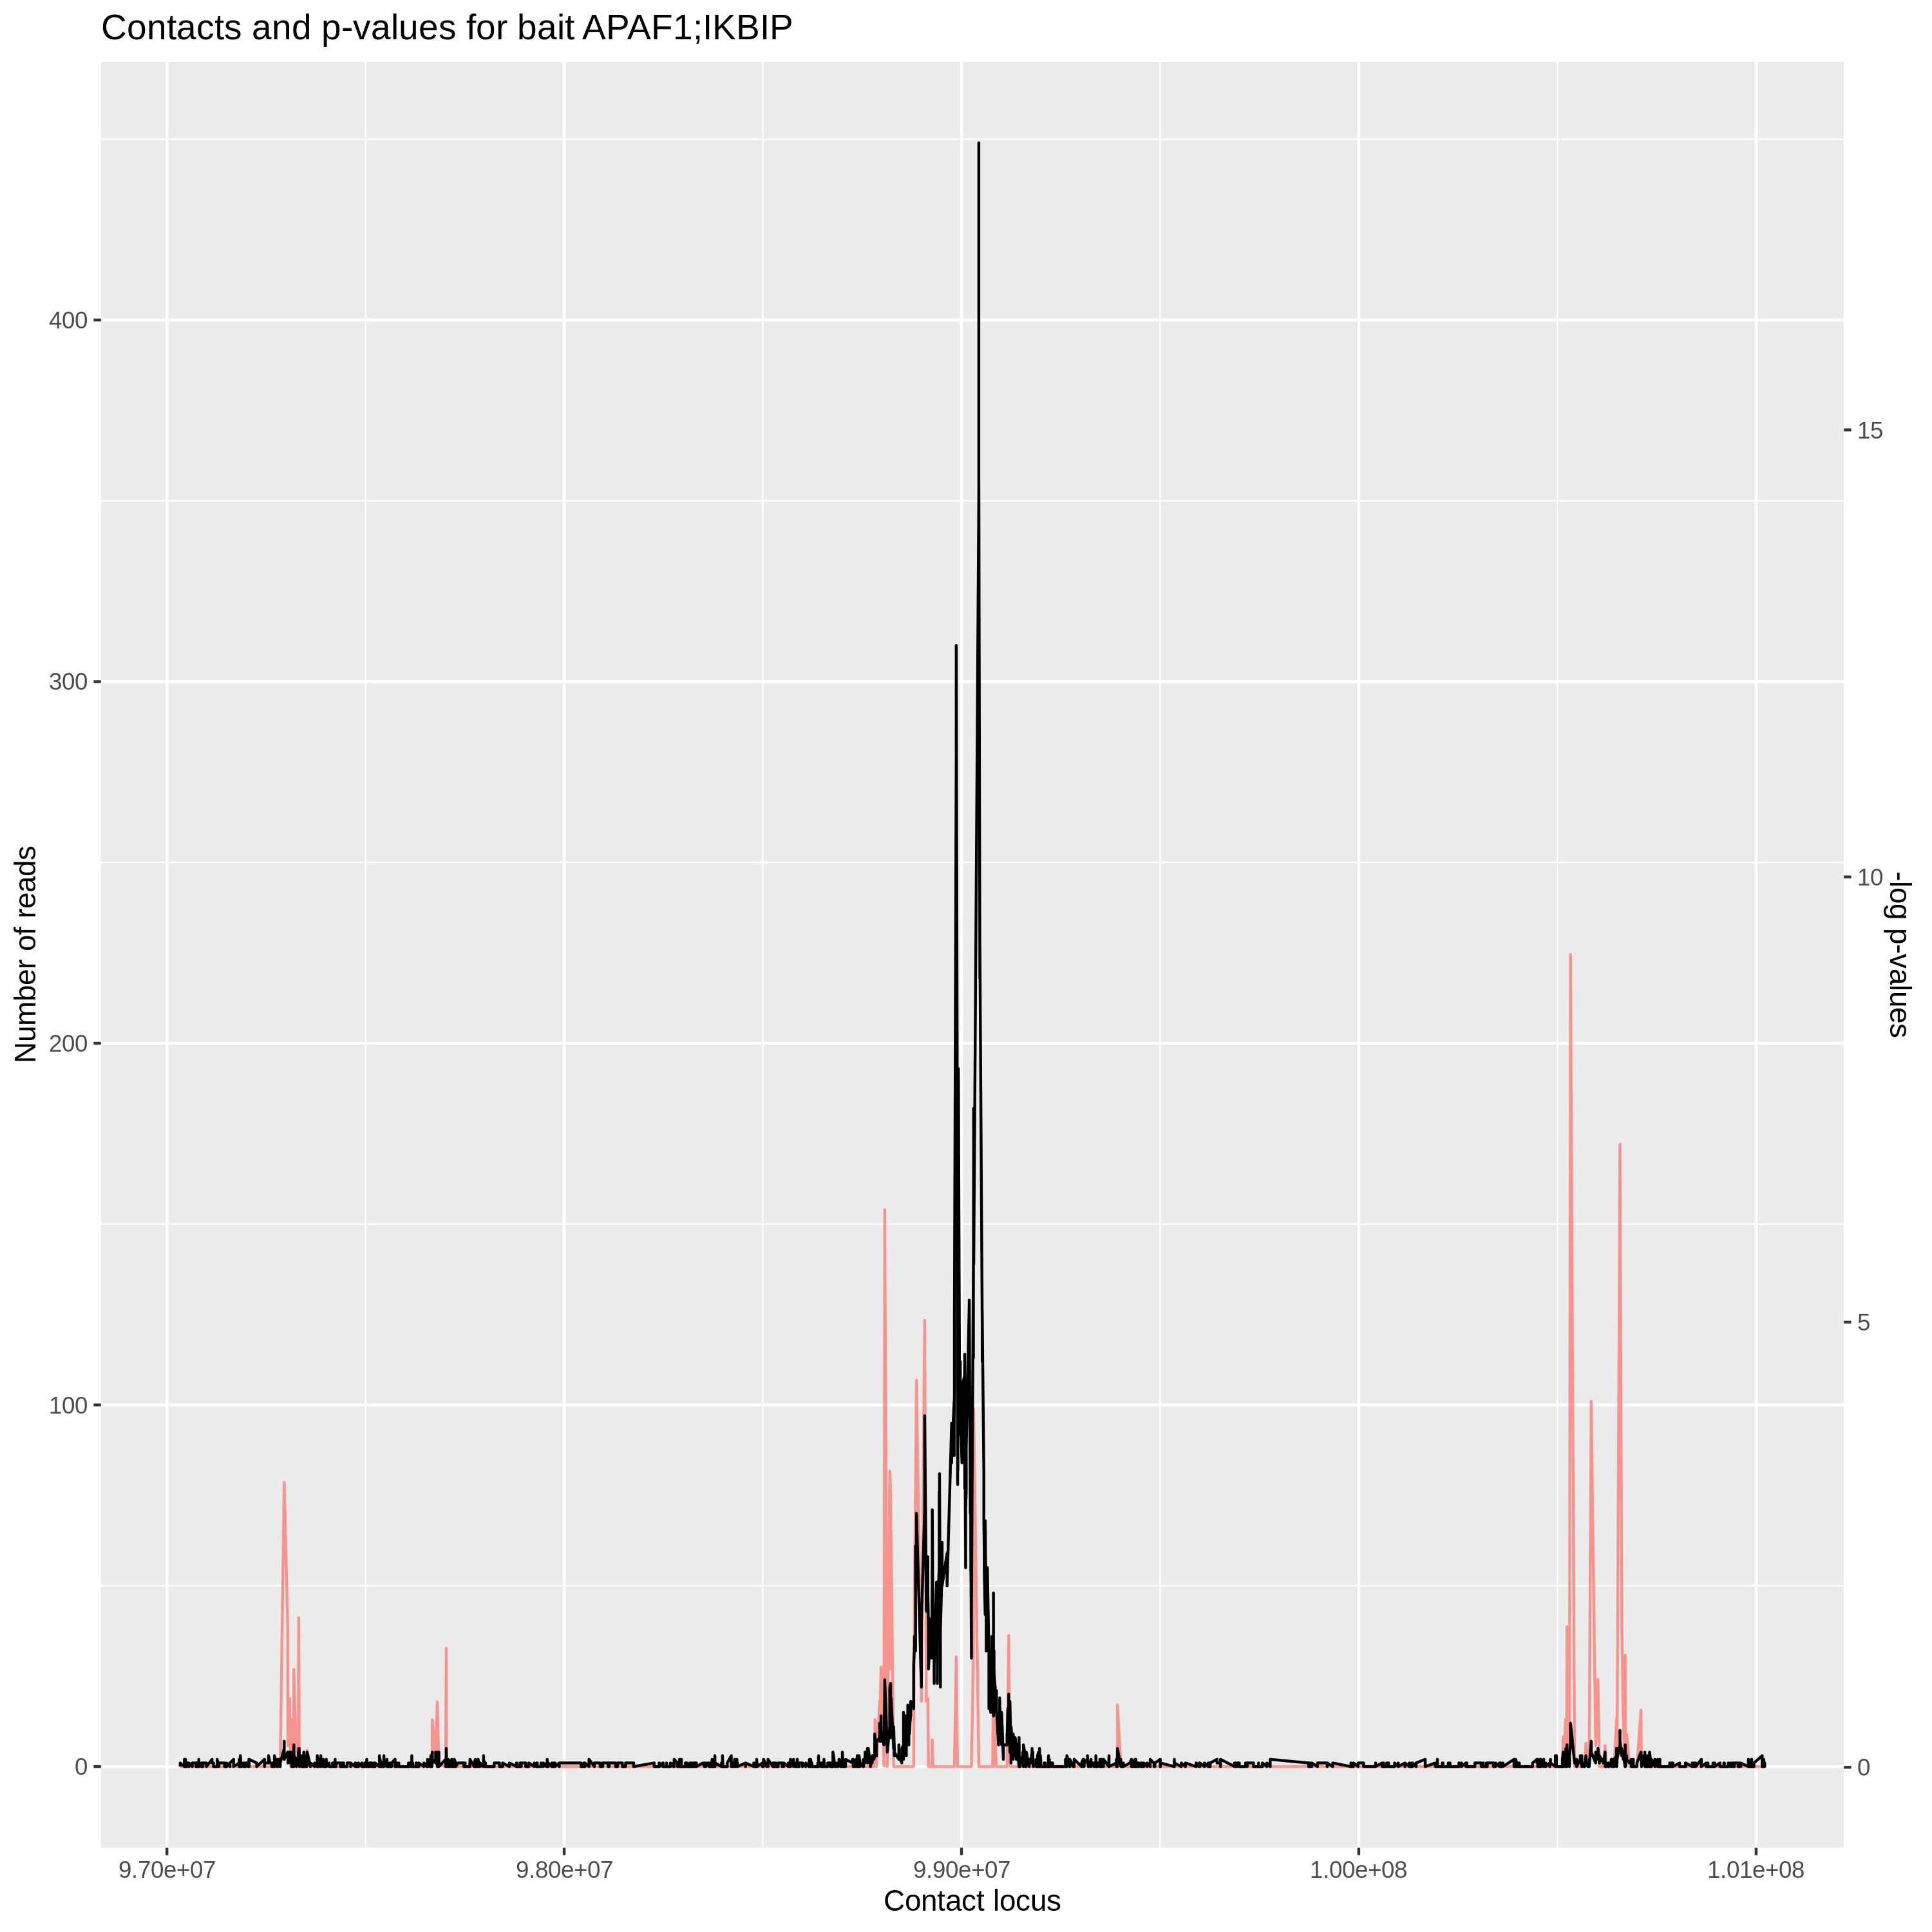 Contacts and p-values for bait APAF1;IKBIP
Number of reads
400
300
200
100
0
15
10
5
0
-log p-values
9.70e+07
9.80e+07
9.90e+07
1.00e+08
1.01e+08
Contact locus